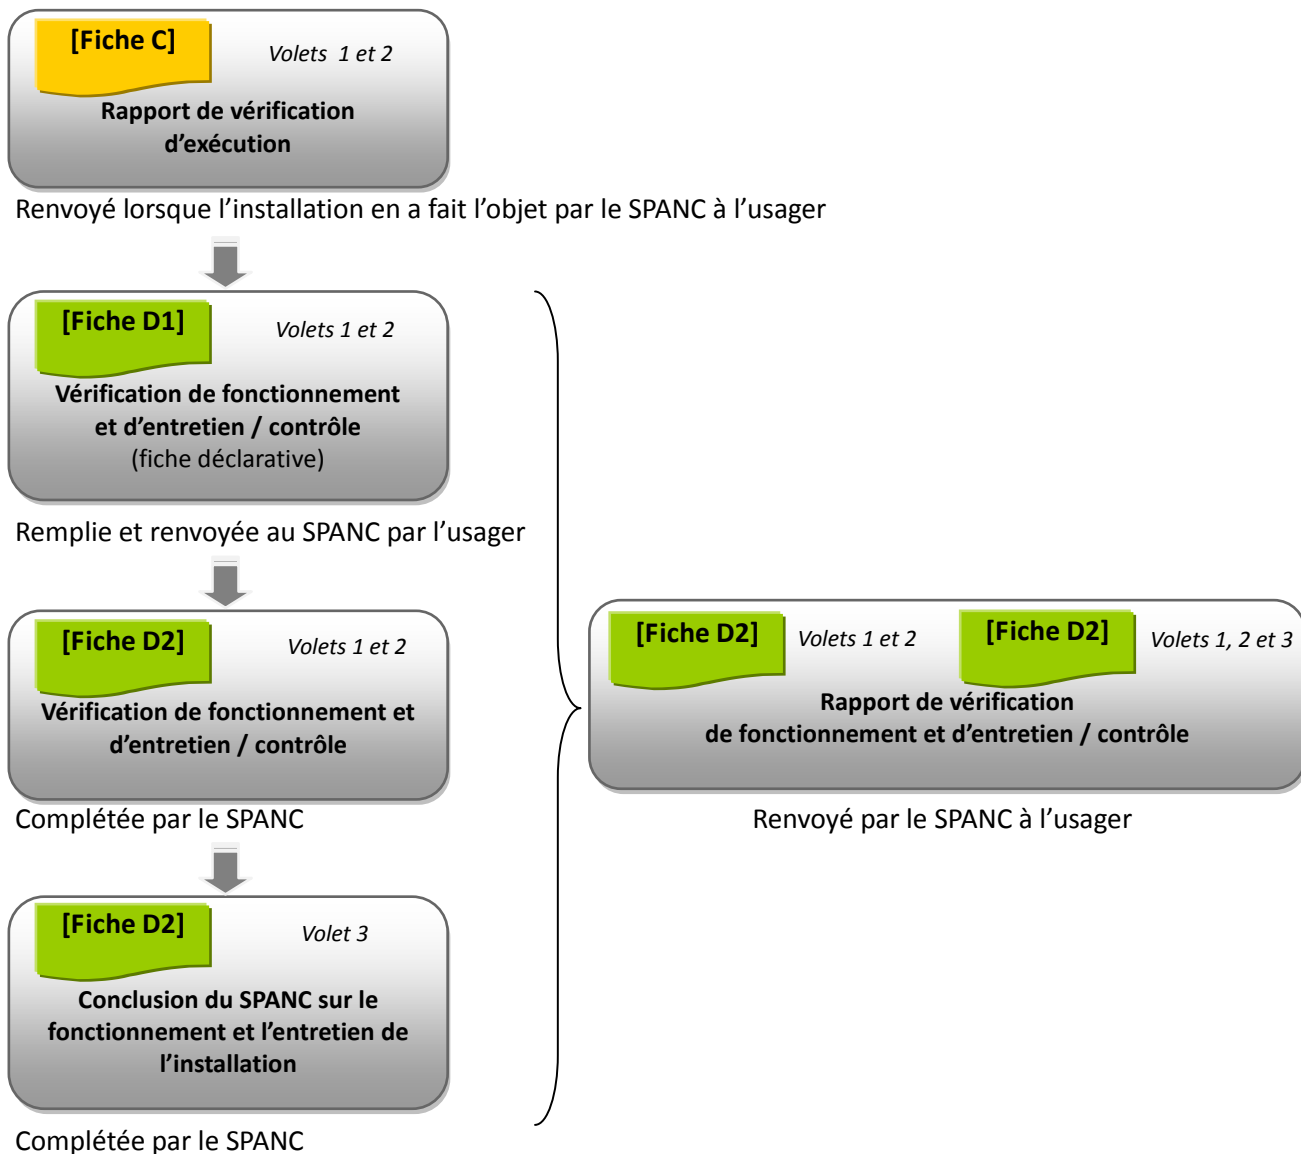 [Fiche C]
Volets 1 et 2
Rapport de vérification
d’exécution
Renvoyé lorsque l’installation en a fait l’objet par le SPANC à l’usager
[Fiche D1]
Volets 1 et 2
Vérification de fonctionnement
et d’entretien / contrôle
(fiche déclarative)
Remplie et renvoyée au SPANC par l’usager
[Fiche D2]
Volets 1 et 2
Vérification de fonctionnement et
d’entretien / contrôle
Complétée par le SPANC
[Fiche D2]
Volet 3
Conclusion du SPANC sur le
fonctionnement et l’entretien de
l’installation
Complétée par le SPANC
[Fiche D2]
Volets 1 et 2
[Fiche D2]
Volets 1, 2 et 3
Rapport de vérification
de fonctionnement et d’entretien / contrôle
Renvoyé par le SPANC à l’usager